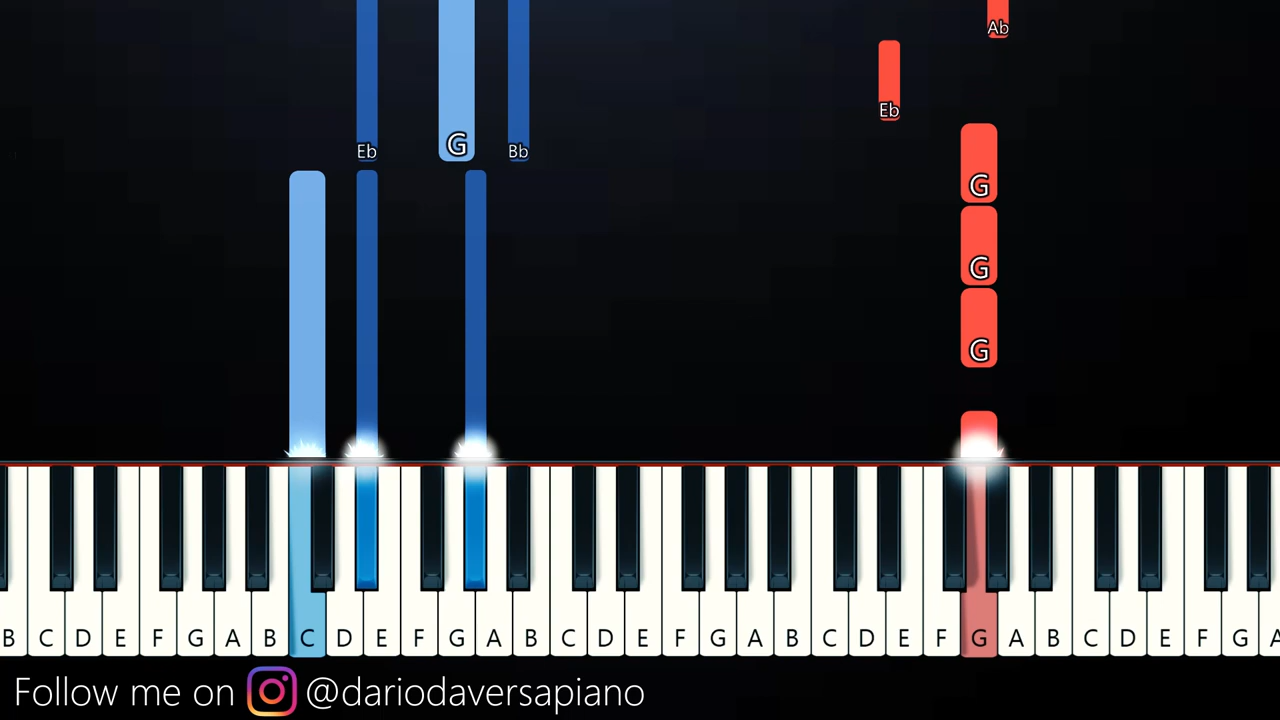 Ab
Eb
Eb G Bb
G
G
G
B C D E F G A B C D E F G A B C D E F G A B C D E F G A B C D E F G A
Follow me on @dariodaversapiano